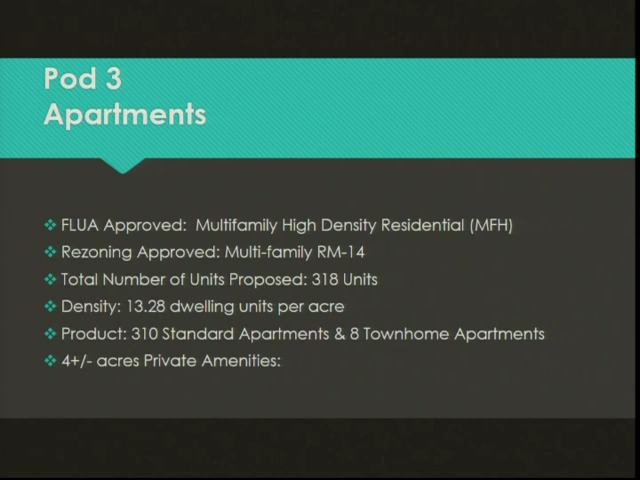 Pod 3
Apartments
FLUA Approved: Multifamily High Density Residential (MFH)
Rezoning Approved: Multi-family RM-14
Total Number of Units Proposed: 318 Units
Density: 13.28 dwelling units per acre
Product: 310 Standard Apartments & 8 Townhome Apartments
4+/- acres Private Amenities: